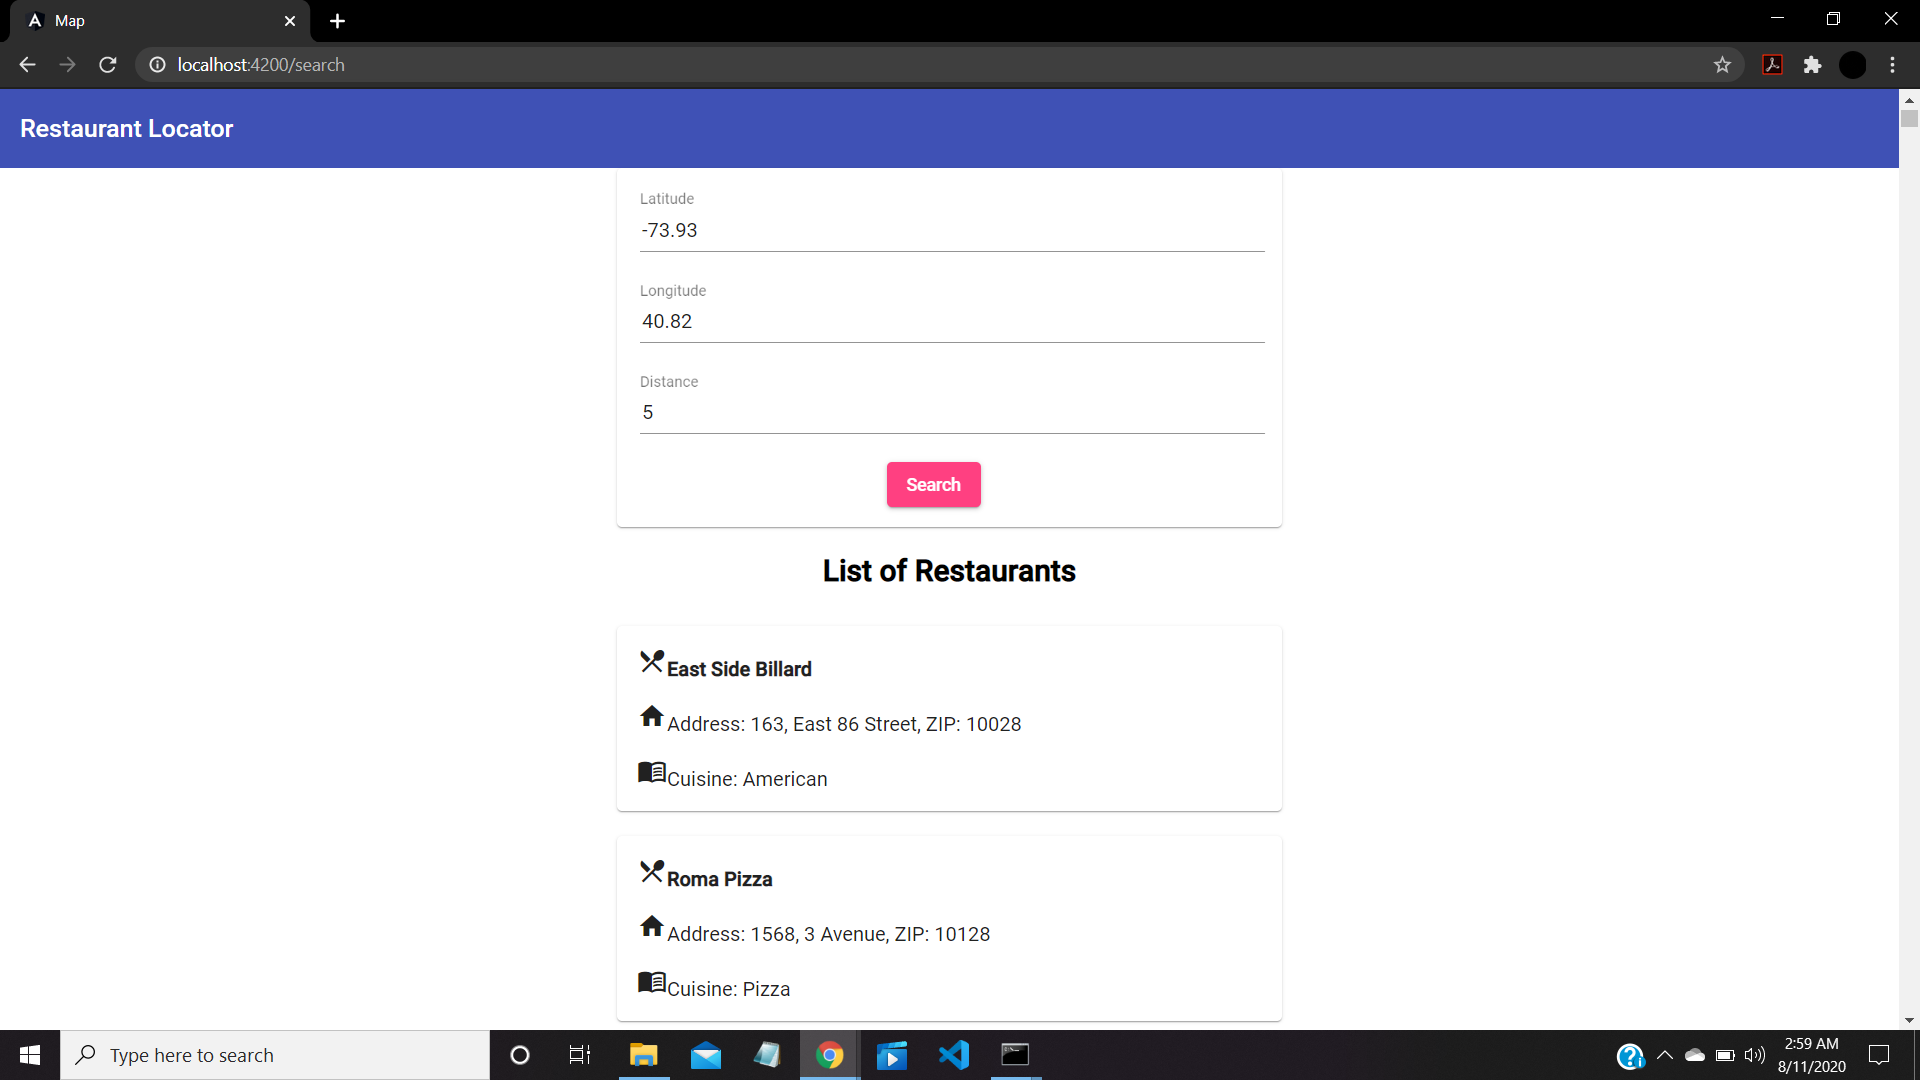 Map
localhost:4200/search
Restaurant Locator
Latitude
-73.93
Longitude
40.82
Distance
5
Search
List of Restaurants
East Side Billard
Address: 163, East 86 Street, ZIP: 10028
Cuisine: American
Roma Pizza
Address: 1568, 3 Avenue, ZIP: 10128
Cuisine: Pizza
Type here to search
2:59 AM
8/11/2020